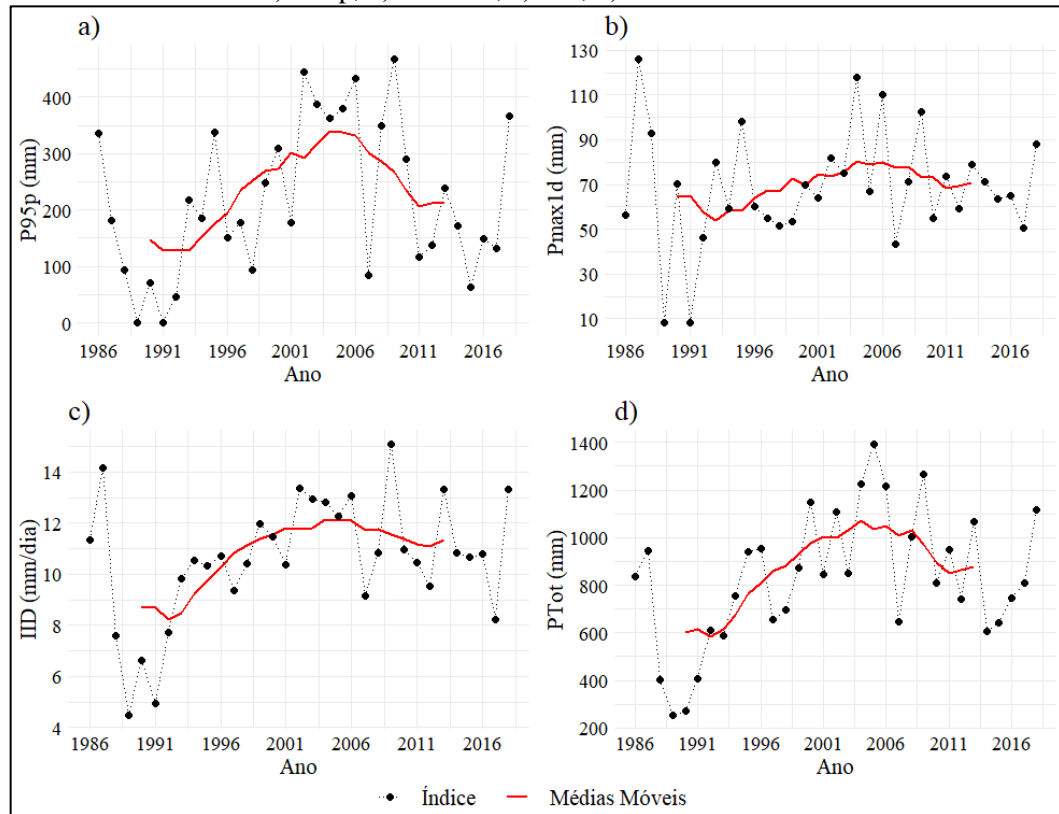 a)
P95p (mm)
400
300
200
100
0
1986 1991 1996 2001 2006 2011 2016
Ano
b)
Pmax1d (mm)
130
110
90
70
50
30
10
1986 1991 1996 2001 2006 2011 2016
Ano
c)
IID (mm/dia)
14
12
10
8
6
4
1986 1991 1996 2001 2006 2011 2016
Ano
d)
PTot (mm)
1400
1200
1000
800
600
400
200
1986 1991 1996 2001 2006 2011 2016
Ano
Índice Médias Móveis